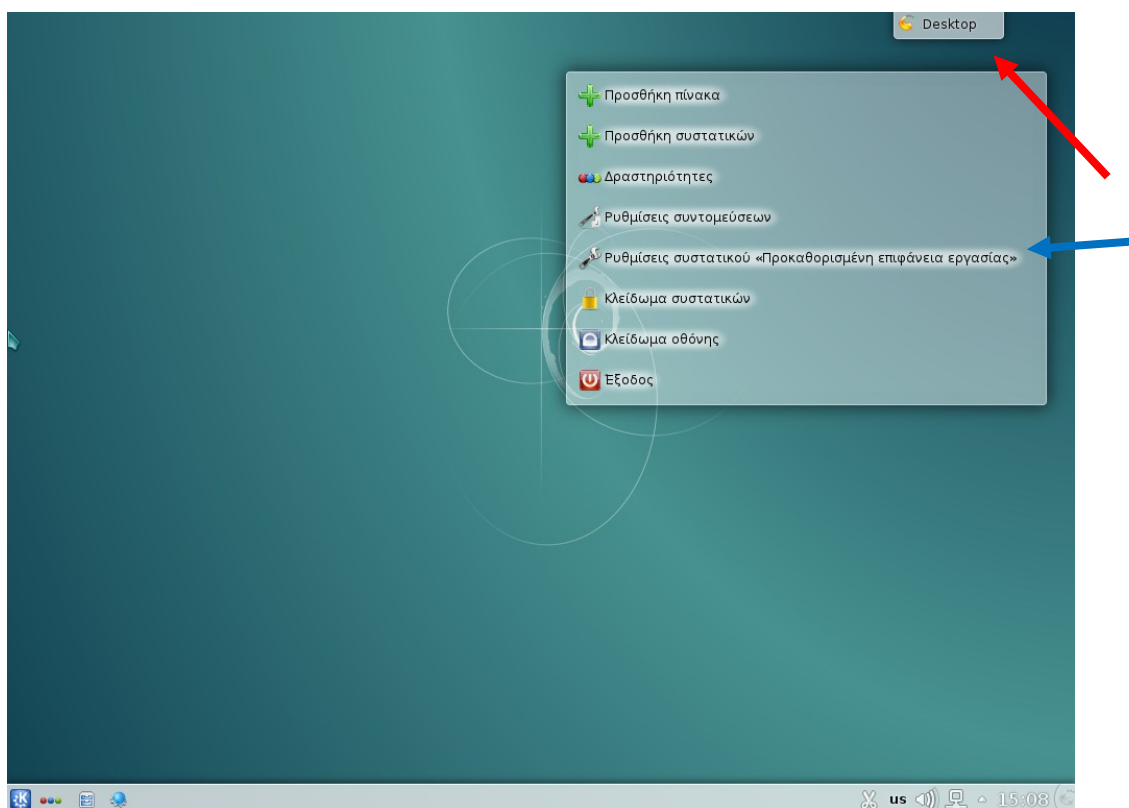 Desktop
Προσθήκη πίνακα
Προσθήκη συστατικών
Δραστηριότητες
Ρυθμίσεις συντομεύσεων
Ρυθμίσεις συστατικού «Προκαθορισμένη επιφάνεια εργασίας»
Κλείδωμα συστατικών
Κλείδωμα οθόνης
Έξοδος
us 15:08